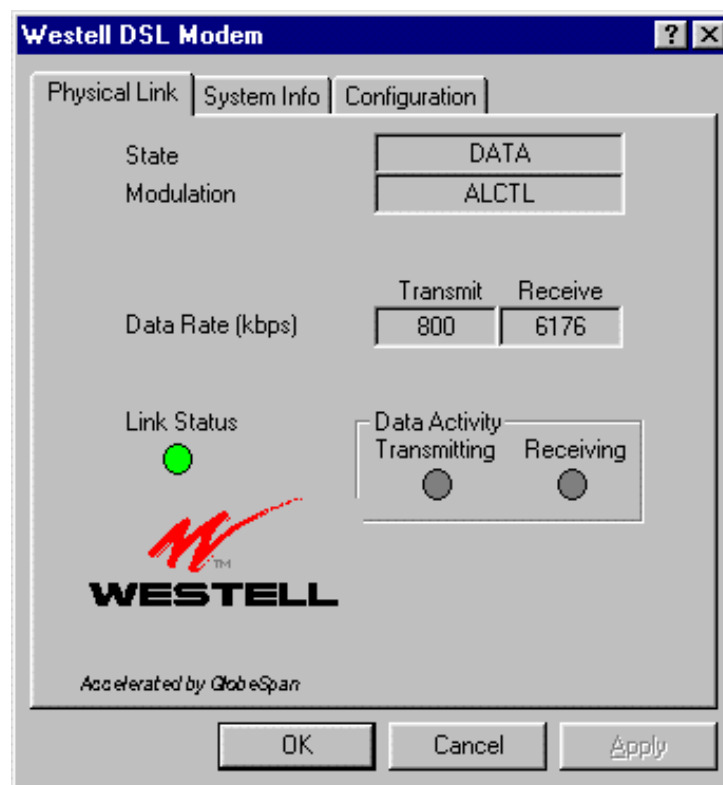 Westell DSL Modem
Physical Link System Info Configuration
State DATA
Modulation ALCTL
Transmit Receive
Data Rate (kbps) 800 6176
Link Status Data Activity
Transmitting Receiving
TM
WESTELL
Accelerated by GlobeSpan
OK Cancel Apply